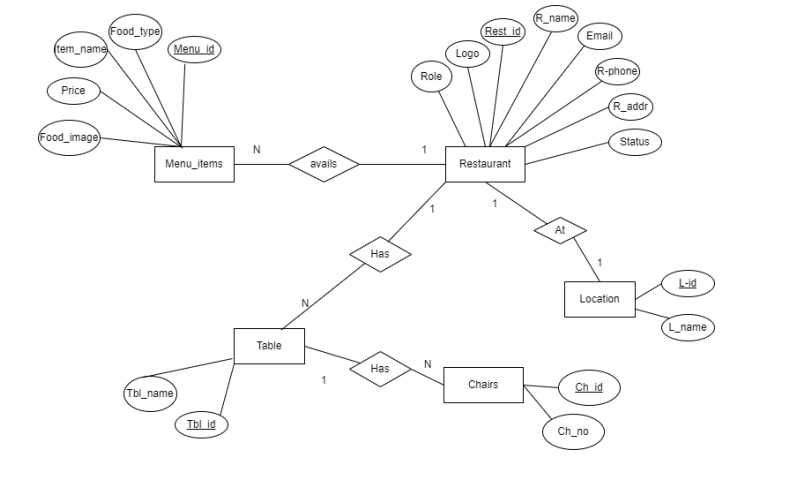 R_name
Food_type
Rest_id
Email
Item_name
Menu_id
Logo
R-phone
Role
Price
R_addr
Food_image
Status
N
1
Menu_items
avails
Restaurant
1
1
At
Has
1
L-id
Location
N
L_name
Table
Has
N
1
Chairs
Ch_id
Tbl_name
Tbl_id
Ch_no